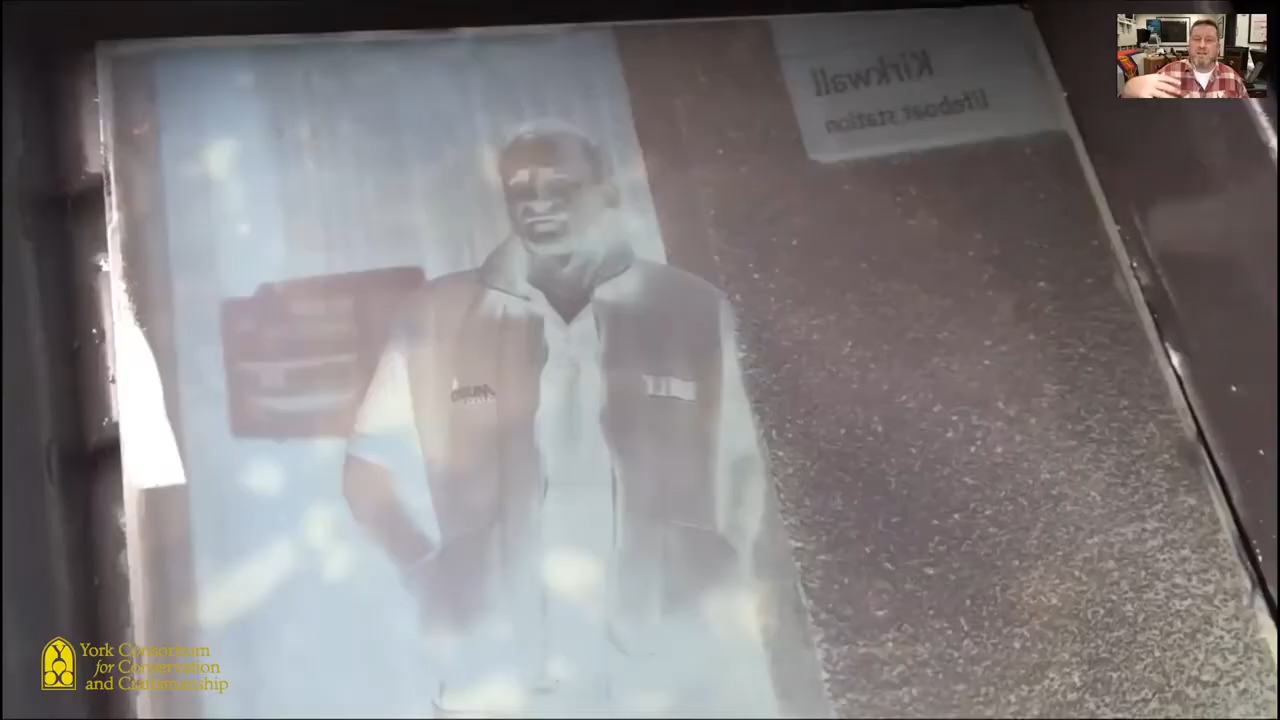 Kirkwall
lifeboat station
York Consortium
for Conservation
and Craftsmanship